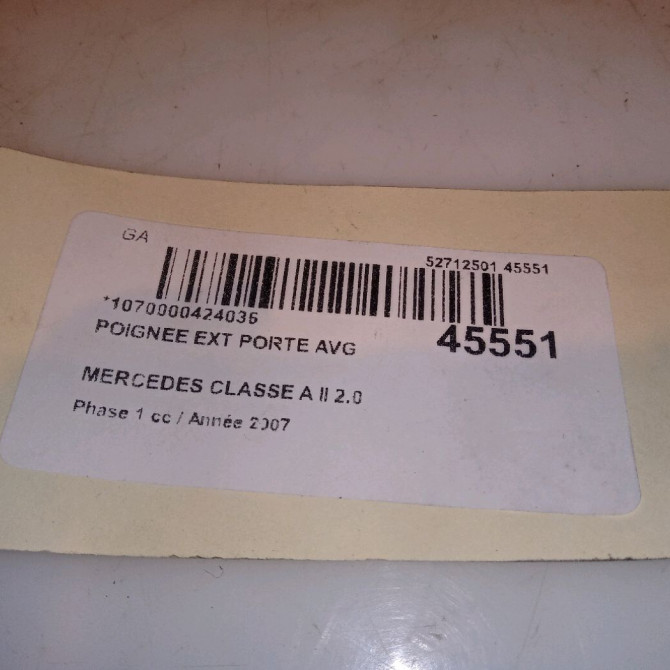 GA
52712501 45551
*1070000424036
45551
POIGNEE EXT PORTE AVG
MERCEDES CLASSE A II 2.0
Phase 1 cc / Année 2007